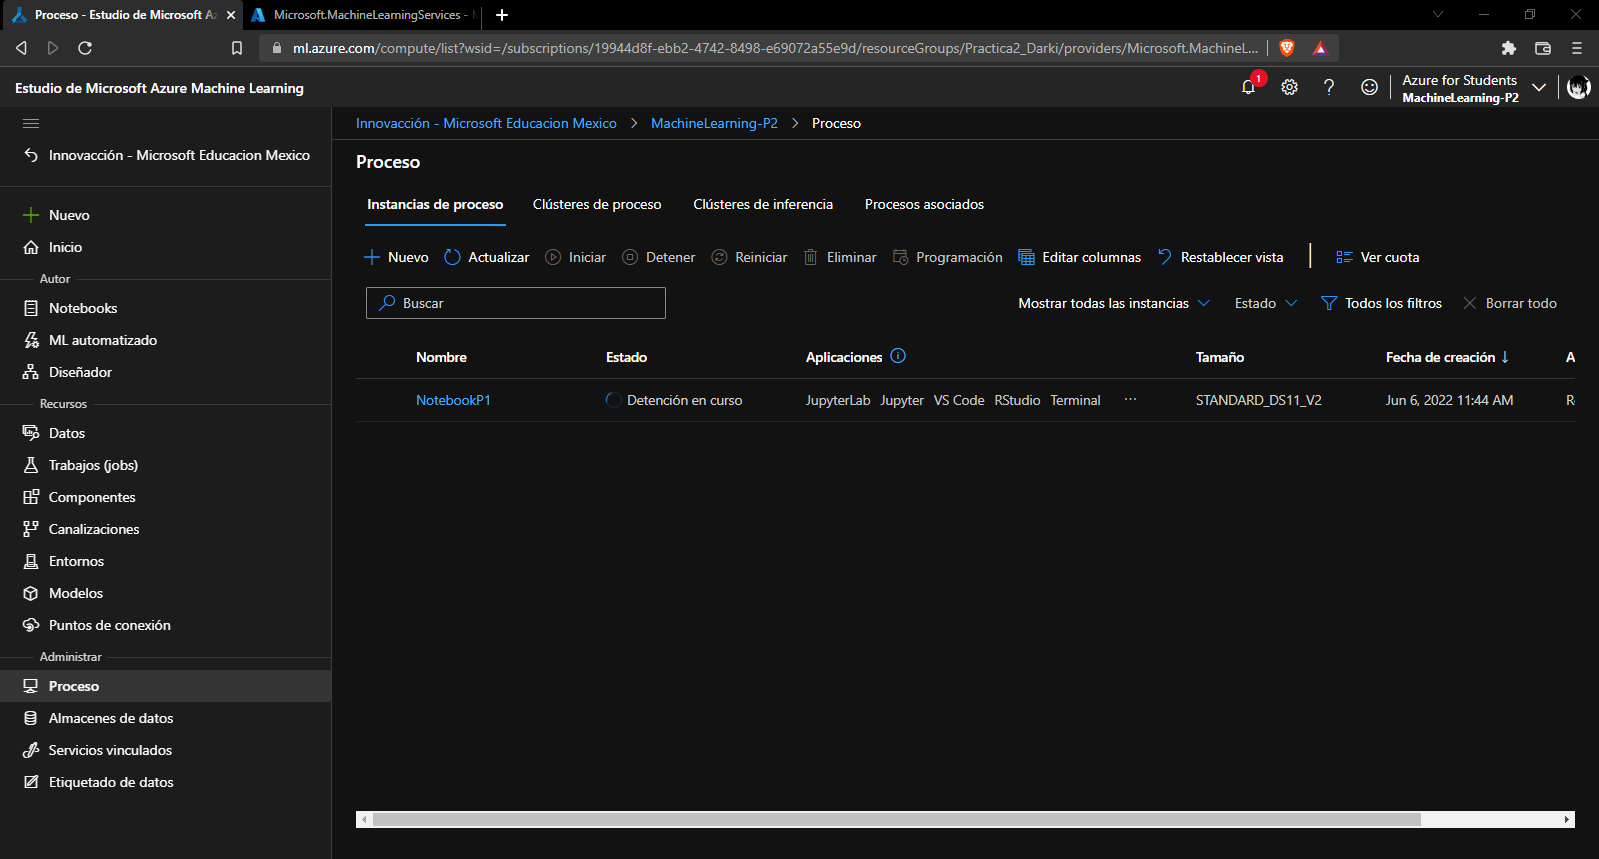 Proceso - Estudio de Microsoft Az
Microsoft.MachineLearningServices -
ml.azure.com/compute/list?wsid=/subscriptions/19944d8f-ebb2-4742-8498-e69072a55e9d/resourceGroups/Practica2_Darki/providers/Microsoft.MachineL...
Estudio de Microsoft Azure Machine Learning
1
Azure for Students
MachineLearning-P2
Innovacción - Microsoft Educacion Mexico
Nuevo
Inicio
Autor
Notebooks
ML automatizado
Diseñador
Recursos
Datos
Trabajos (jobs)
Componentes
Canalizaciones
Entornos
Modelos
Puntos de conexión
Administrar
Proceso
Almacenes de datos
Servicios vinculados
Etiquetado de datos
Innovacción - Microsoft Educacion Mexico > MachineLearning-P2 > Proceso
Proceso
Instancias de proceso Clústeres de proceso Clústeres de inferencia Procesos asociados
Nuevo Actualizar Iniciar Detener Reiniciar Eliminar Programación Editar columnas Restablecer vista Ver cuota
Buscar Mostrar todas las instancias Estado Todos los filtros Borrar todo
Nombre Estado Aplicaciones Tamaño Fecha de creación ↓ A
NotebookP1 Detención en curso JupyterLab Jupyter VS Code RStudio Terminal ... STANDARD_DS11_V2 Jun 6, 2022 11:44 AM R